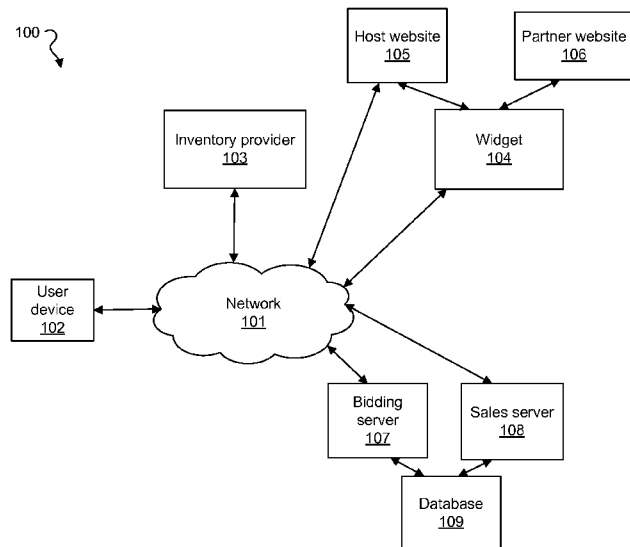 100
Host website
105
Partner website
106
Inventory provider
103
Widget
104
User
device
102
Network
101
Bidding
server
107
Sales server
108
Database
109